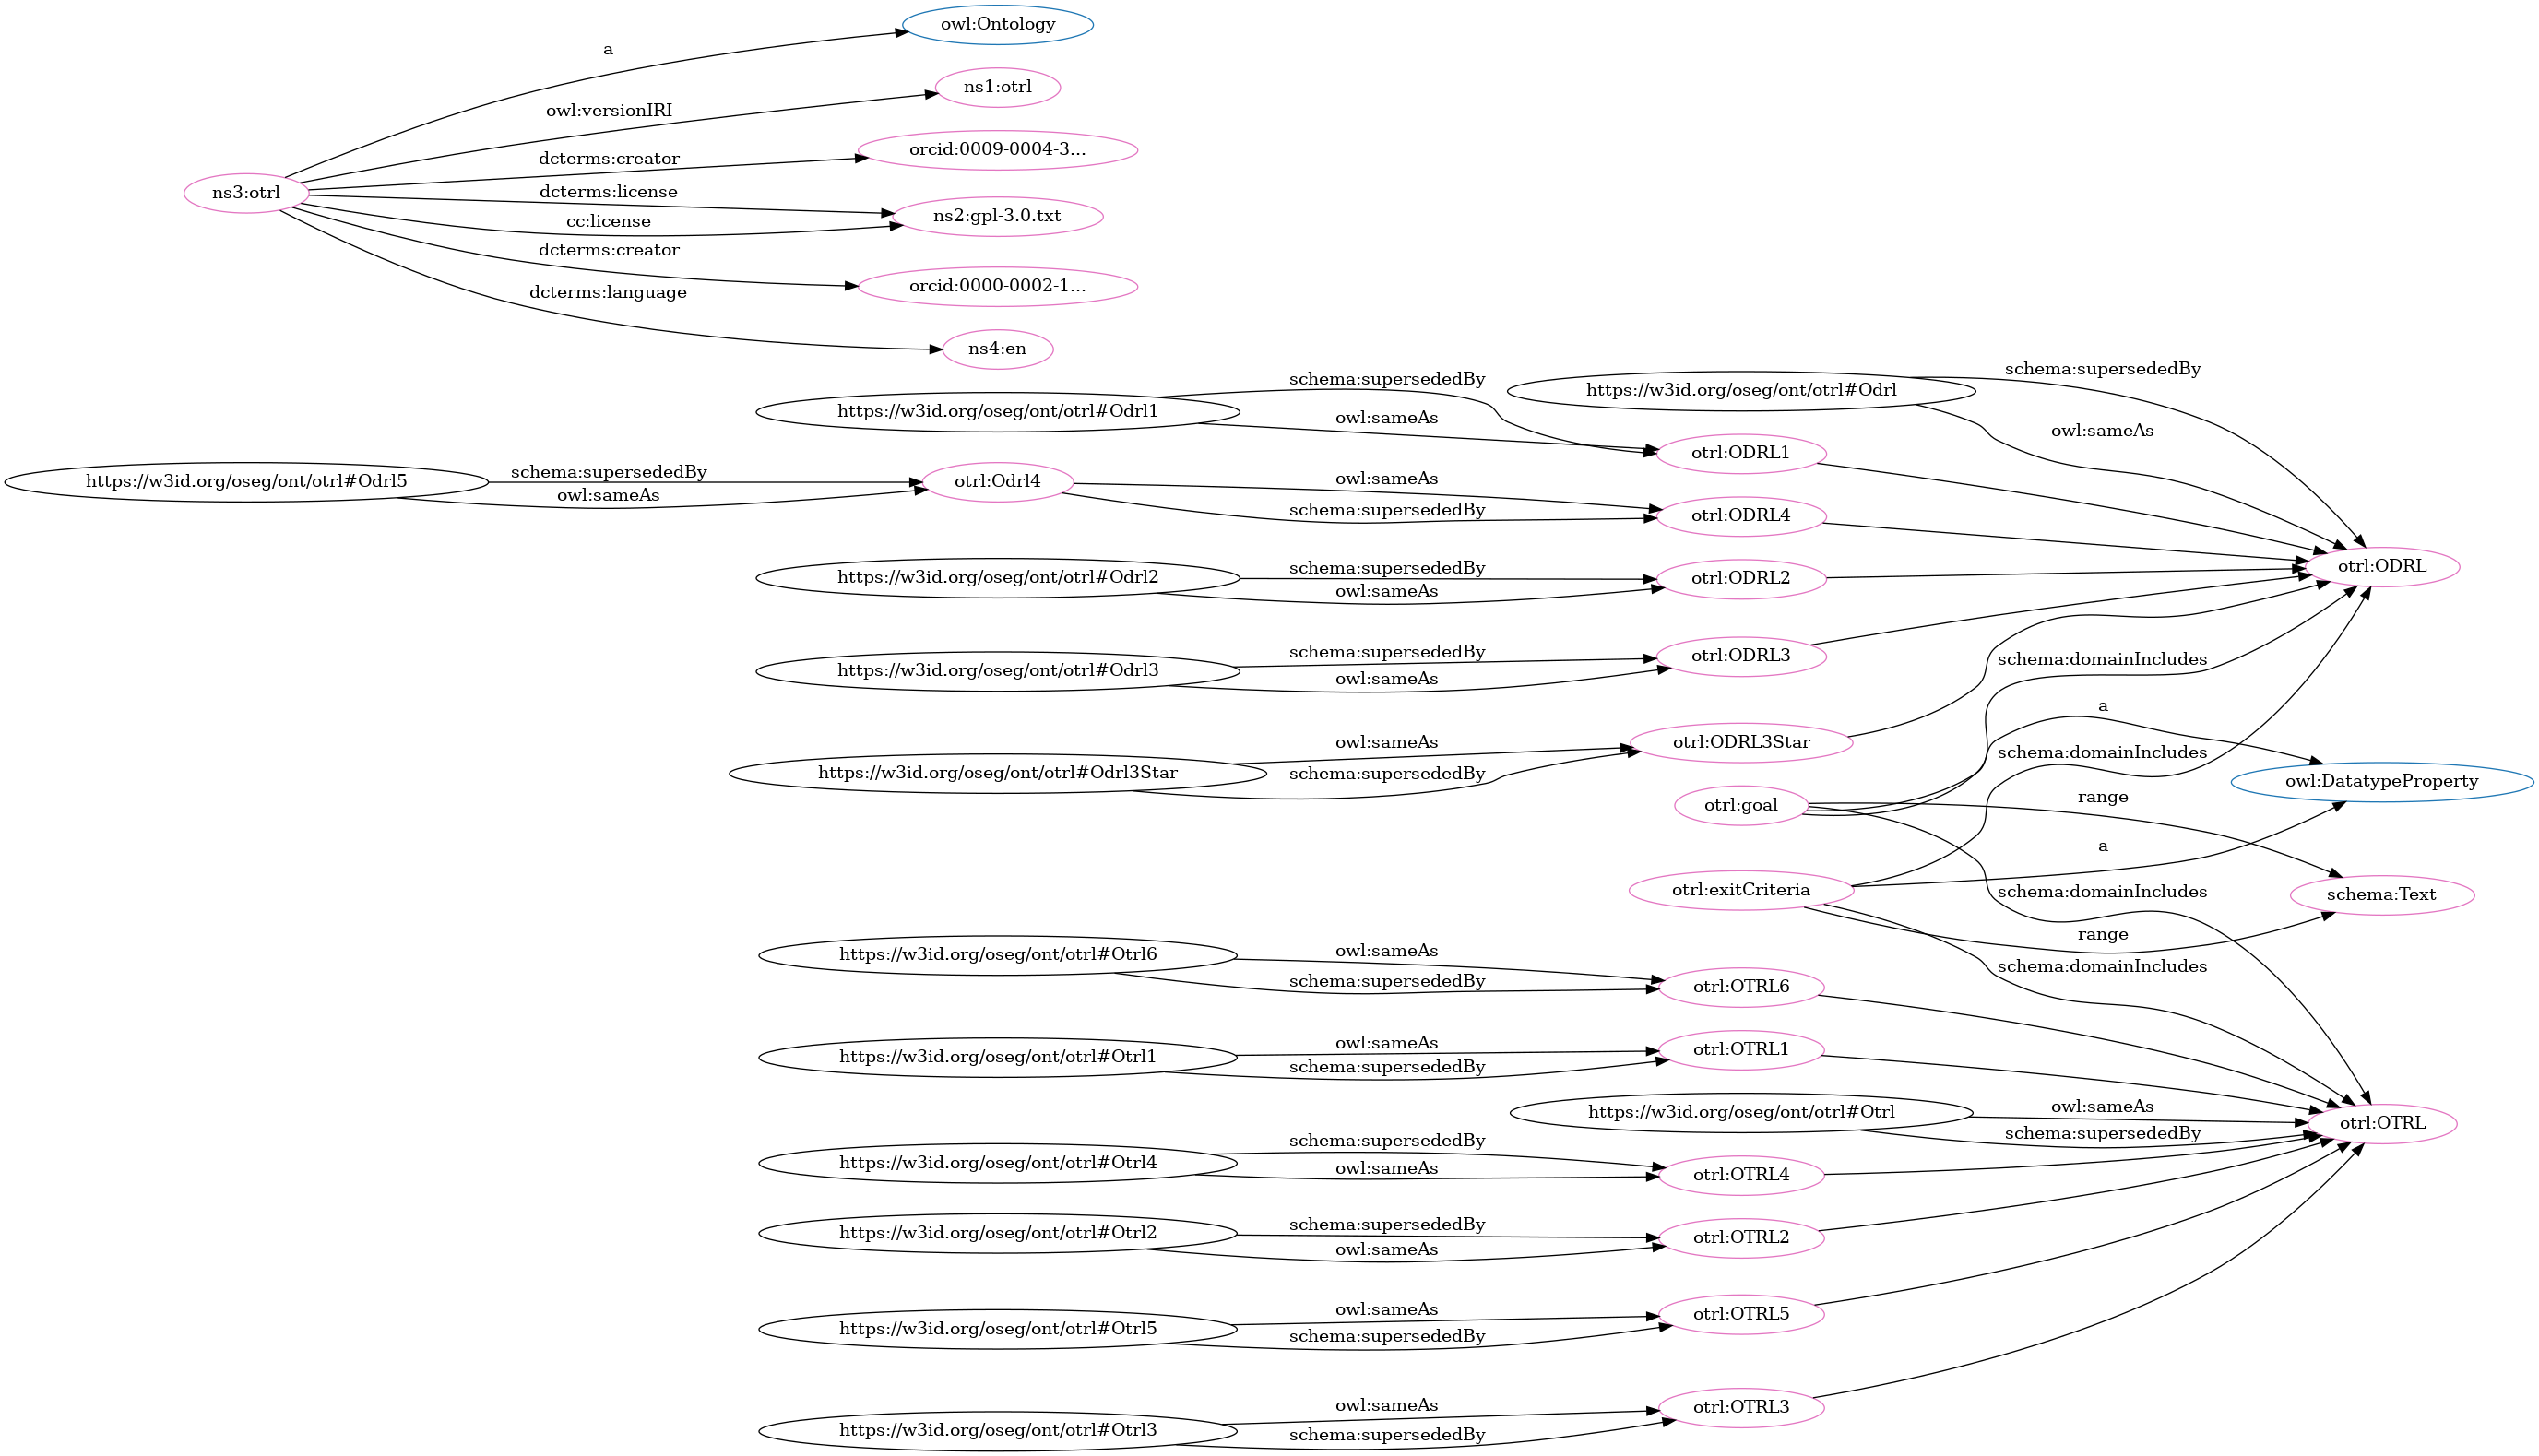 owl:Ontology
a
ns1:otrl
owl:versionIRI
orcid:0009-0004-3...
dcterms:creator
ns3:otrl
dcterms:license
ns2:gpl-3.0.txt
cc:license
dcterms:creator
orcid:0000-0002-1...
dcterms:language
ns4:en
schema:supersededBy
https://w3id.org/oseg/ont/otrl#Odrl
schema:supersededBy
https://w3id.org/oseg/ont/otrl#Odrl1
owl:sameAs
owl:sameAs
otrl:ODRL1
https://w3id.org/oseg/ont/otrl#Odrl5
schema:supersededBy
owl:sameAs
otrl:Odrl4
owl:sameAs
schema:supersededBy
otrl:ODRL4
https://w3id.org/oseg/ont/otrl#Odrl2
schema:supersededBy
owl:sameAs
otrl:ODRL2
otrl:ODRL
https://w3id.org/oseg/ont/otrl#Odrl3
schema:supersededBy
owl:sameAs
otrl:ODRL3
schema:domainIncludes
a
https://w3id.org/oseg/ont/otrl#Odrl3Star
owl:sameAs
schema:supersededBy
otrl:ODRL3Star
schema:domainIncludes
owl:DatatypeProperty
otrl:goal
range
a
otrl:exitCriteria
schema:domainIncludes
schema:Text
range
schema:domainIncludes
https://w3id.org/oseg/ont/otrl#Otrl6
owl:sameAs
schema:supersededBy
otrl:OTRL6
https://w3id.org/oseg/ont/otrl#Otrl1
owl:sameAs
schema:supersededBy
otrl:OTRL1
https://w3id.org/oseg/ont/otrl#Otrl
owl:sameAs
schema:supersededBy
otrl:OTRL
https://w3id.org/oseg/ont/otrl#Otrl4
schema:supersededBy
owl:sameAs
otrl:OTRL4
https://w3id.org/oseg/ont/otrl#Otrl2
schema:supersededBy
owl:sameAs
otrl:OTRL2
https://w3id.org/oseg/ont/otrl#Otrl5
owl:sameAs
schema:supersededBy
otrl:OTRL5
https://w3id.org/oseg/ont/otrl#Otrl3
owl:sameAs
schema:supersededBy
otrl:OTRL3